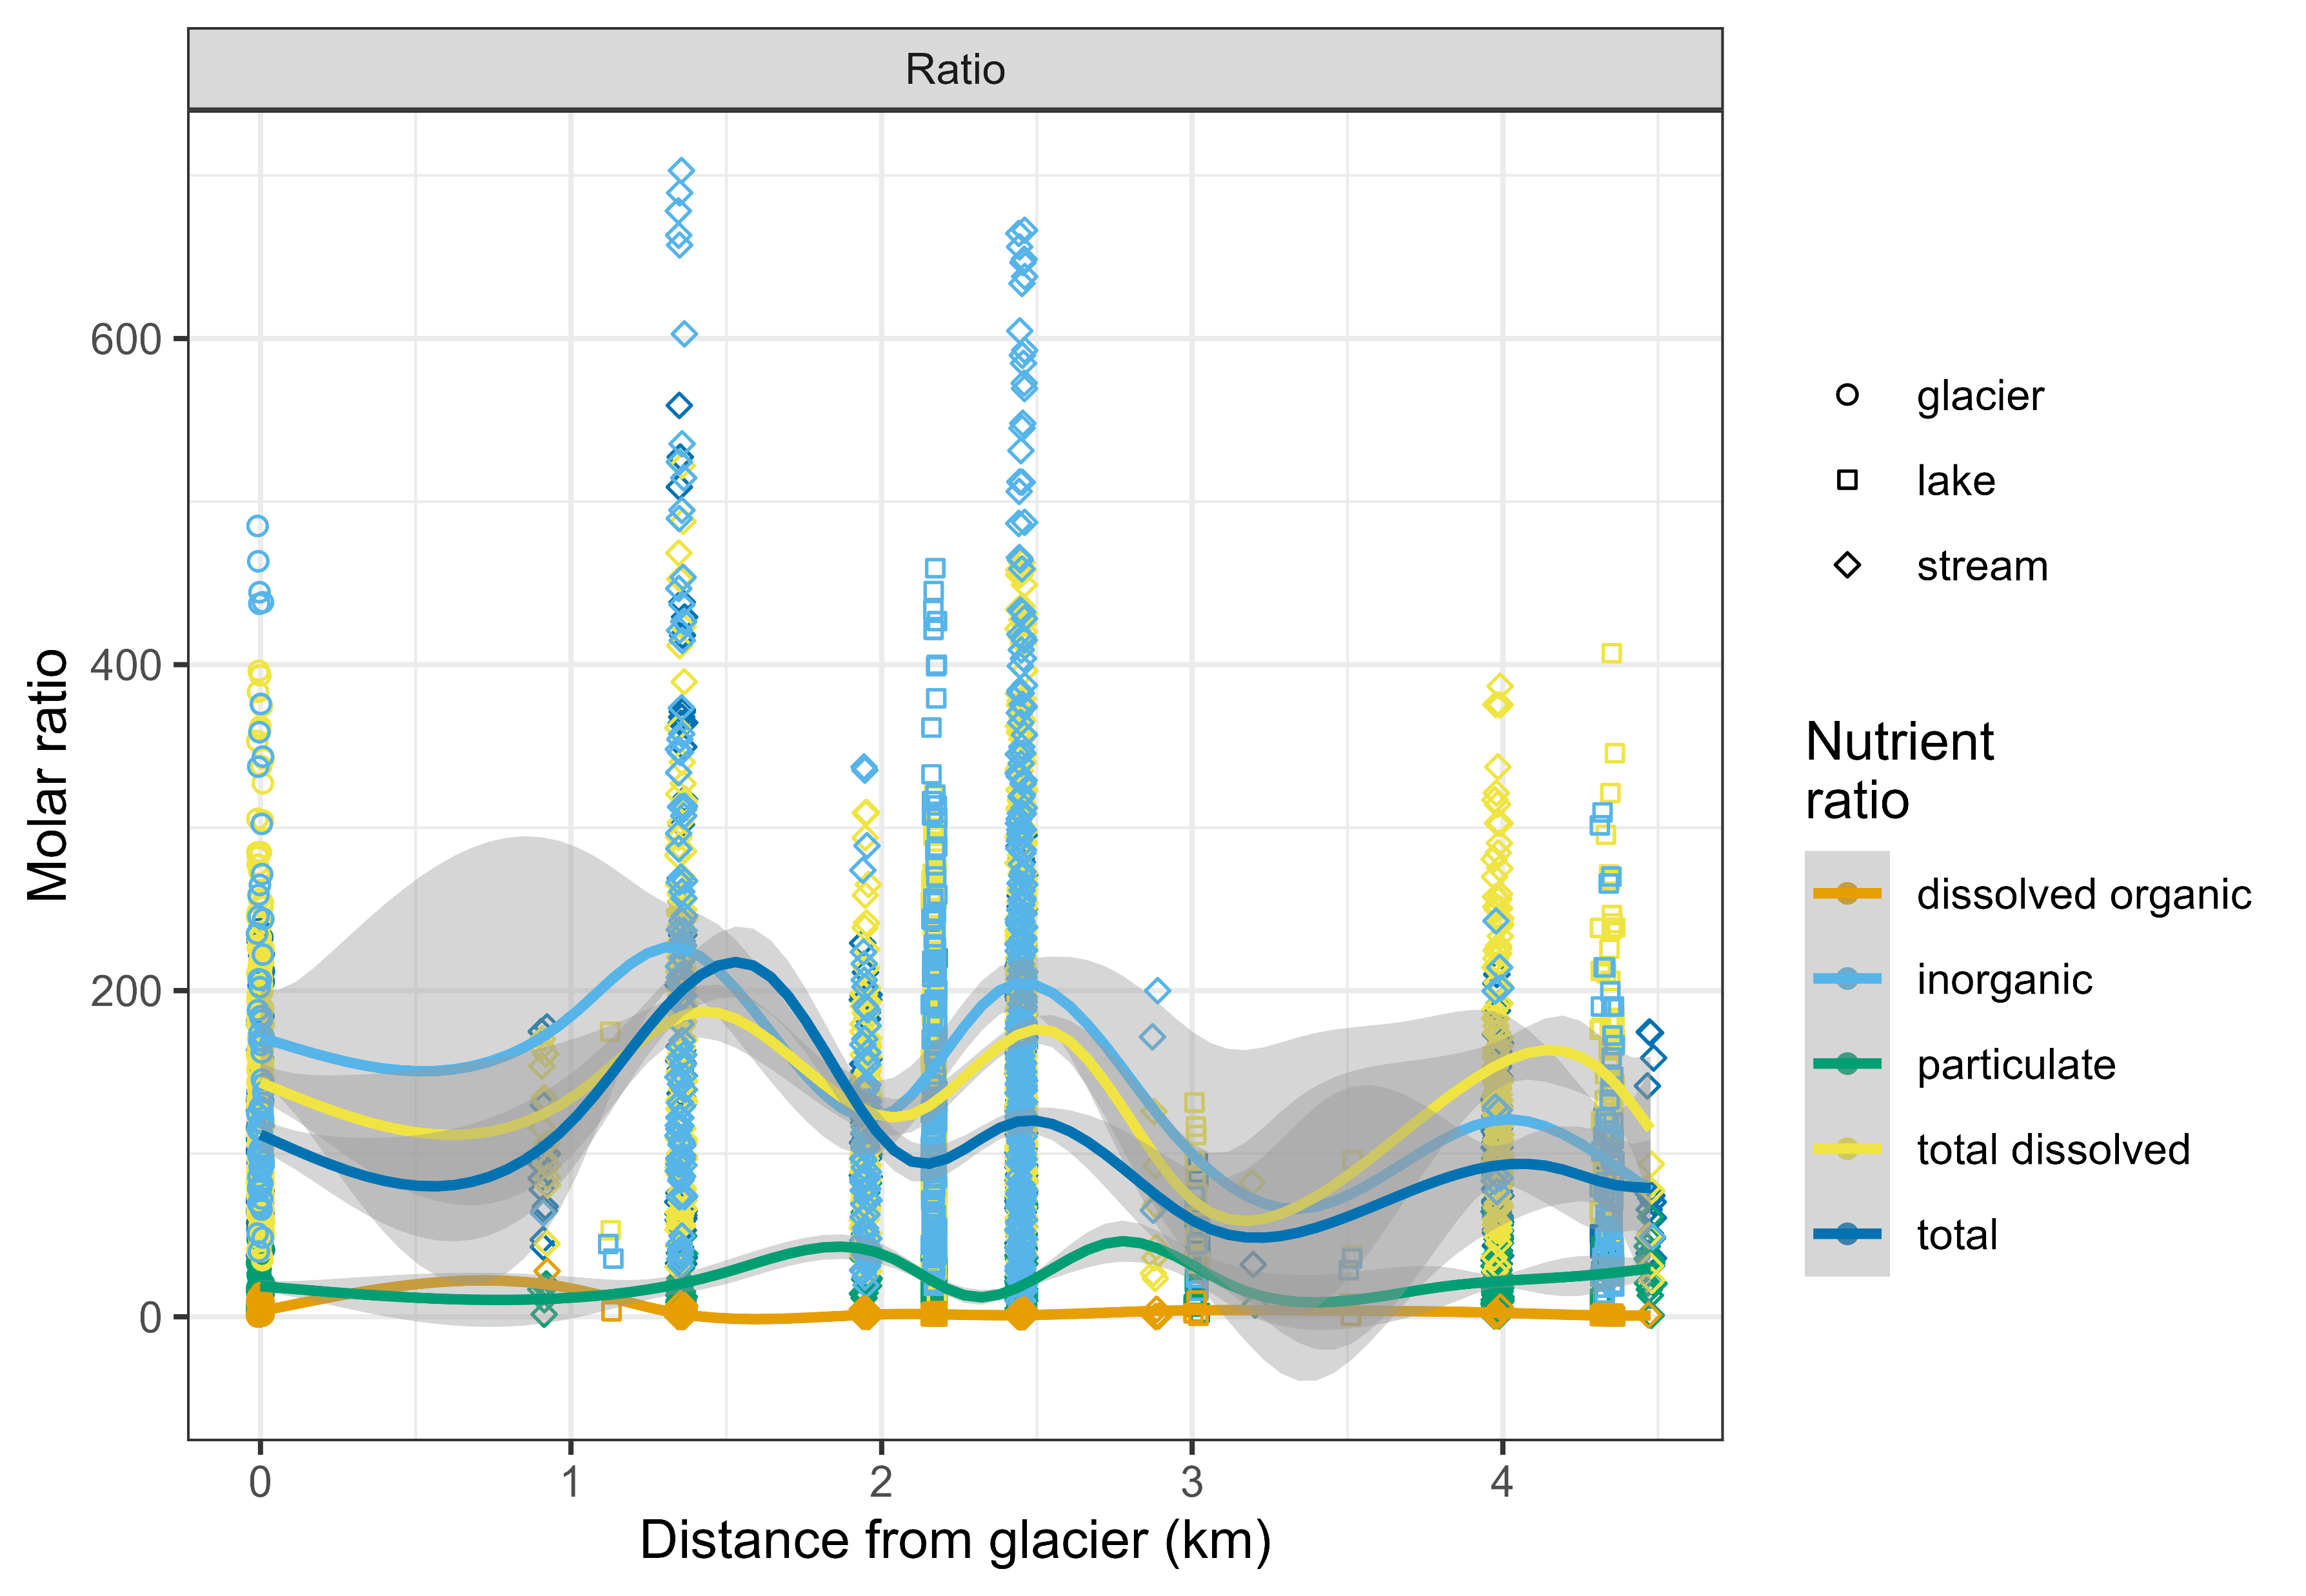 Ratio
600
400
200
0
Molar ratio
0 1 2 3 4
Distance from glacier (km)
glacier
lake
stream
Nutrient
ratio
dissolved organic
inorganic
particulate
total dissolved
total